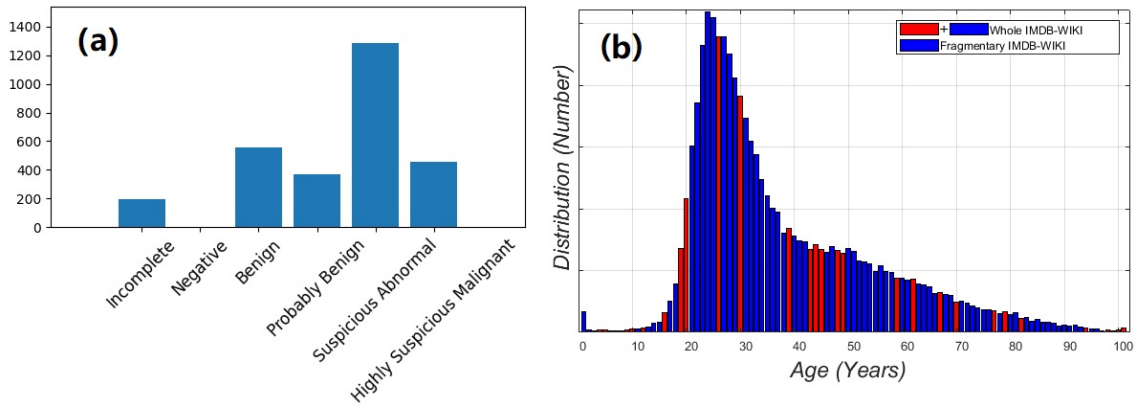 (a)
1400
1200
1000
800
600
400
200
0
Incomplete
Negative
Benign
Probably Benign
Suspicious Abnormal
Highly Suspicious Malignant
(b)
+ Whole IMDB-WIKI
Fragmentary IMDB-WIKI
Distribution (Number)
0 10 20 30 40 50 60 70 80 90 100
Age (Years)